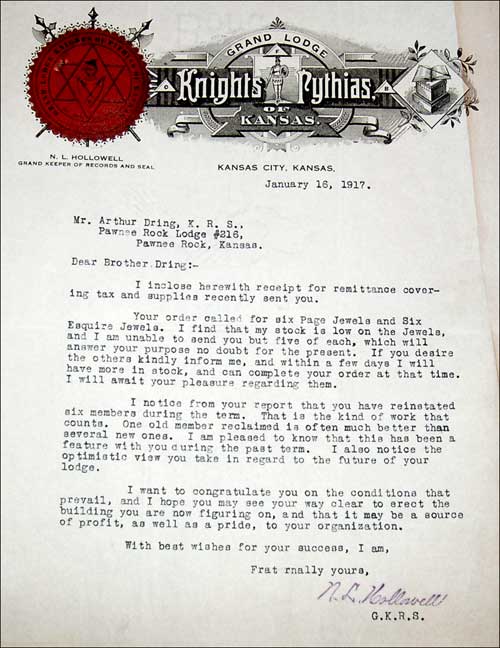 GRAND LODGE
Knights Pythias.
OF
KANSAS.
N. L. HOLLOWELL
GRAND KEEPER OF RECORDS AND SEAL
KANSAS CITY, KANSAS,
January 16, 1917.
Mr. Arthur Dring, K. R. S.,
Pawnee Rock Lodge #216,
Pawnee Rock, Kansas.
Dear Brother Dring:-
I inclose herewith receipt for remittance cover-
ing tax and supplies recently sent you.
Your order called for six Page Jewels and Six
Esquire Jewels. I find that my stock is low on the Jewels,
and I am unable to send you but five of each, which will
answer your purpose no doubt for the present. If you desire
the others kindly inform me, and within a few days I will
have more in stock, and can complete your order at that time.
I will await your pleasure regarding them.
I notice from your report that you have reinstated
six members during the term. That is the kind of work that
counts. One old member reclaimed is often much better than
several new ones. I am pleased to know that this has been a
feature with you during the past term. I also notice the
optimistic view you take in regard to the future of your
lodge.
I want to congratulate you on the conditions that
prevail, and I hope you may see your way clear to erect the
building you are now figuring on, and that it may be a source
of profit, as well as a pride, to your organization.
With best wishes for your success, I am,
Frat rnally yours,
N. L. Hollowell
G.K.R.S.